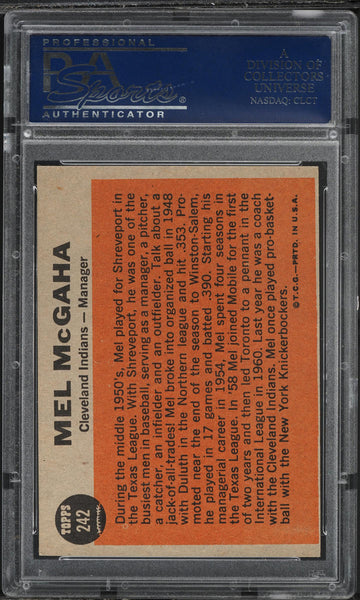 PROFESSIONAL
PSA
Sports
AUTHENTICATOR
A
DIVISION OF
COLLECTORS
UNIVERSE
NASDAQ: CLCT
TOPPS
242
MEL McGAHA
Cleveland Indians — Manager
During the middle 1950's, Mel played for Shreveport in
the Texas League. With Shreveport, he was one of the
busiest men in baseball, serving as a manager, a pitcher,
a catcher, an infielder and an outfielder. Talk about a
jack-of-all-trades! Mel broke into organized ball in 1948
with Duluth in the Northern League and hit .353. Pro-
moted near the end of the season to Winston-Salem,
he played in 17 games and batted .390. Starting his
managerial career in 1954, Mel spent four seasons in
the Texas League. In '58 Mel joined Mobile for the first
of two years and then led Toronto to a pennant in the
International League in 1960. Last year he was a coach
with the Cleveland Indians. Mel once played pro-basket-
ball with the New York Knickerbockers.
©T.C.G.—PRTD. IN U.S.A.